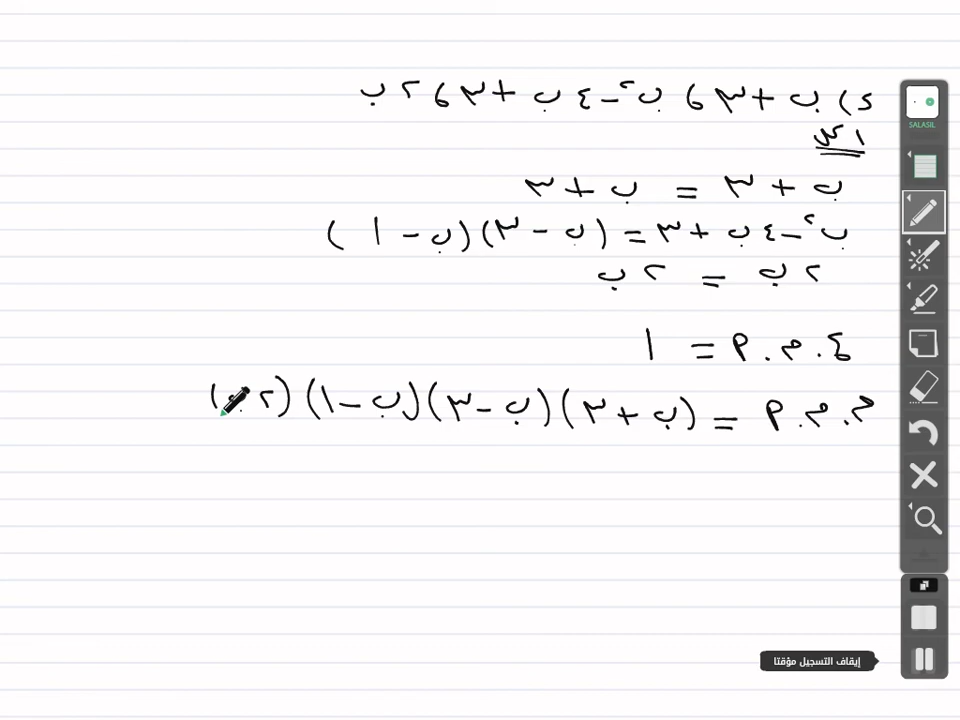 د) ب + ٣ ، ب٢ - ٤ ب + ٣ ، ٢ ب
الحل
ب + ٣ = ب + ٣
ب٢ - ٤ ب + ٣ = (ب - ٣)(ب - ١)
٢ ب = ٢ ب
ع.م.أ = ١
م.م.أ = (ب + ٣)(ب - ٣)(ب - ١)(٢
SALASIL
إيقاف التسجيل مؤقتا